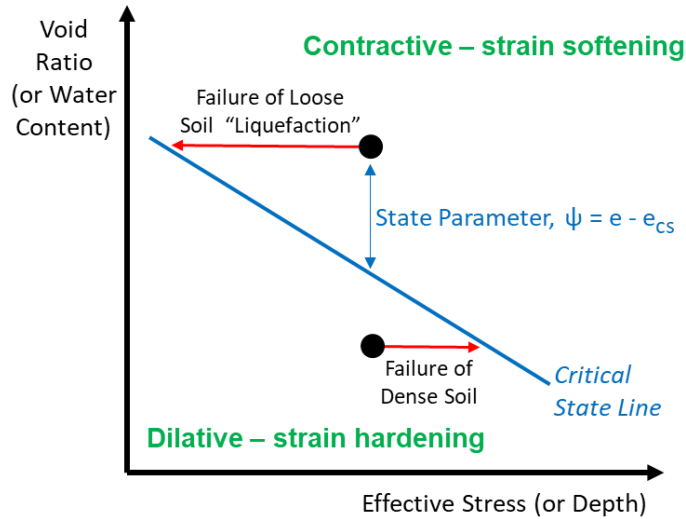 Void
Ratio
(or Water
Content)
Contractive – strain softening
Failure of Loose
Soil “Liquefaction”
State Parameter, ψ = e - eCS
Failure of
Dense Soil
Critical
State Line
Dilative – strain hardening
Effective Stress (or Depth)